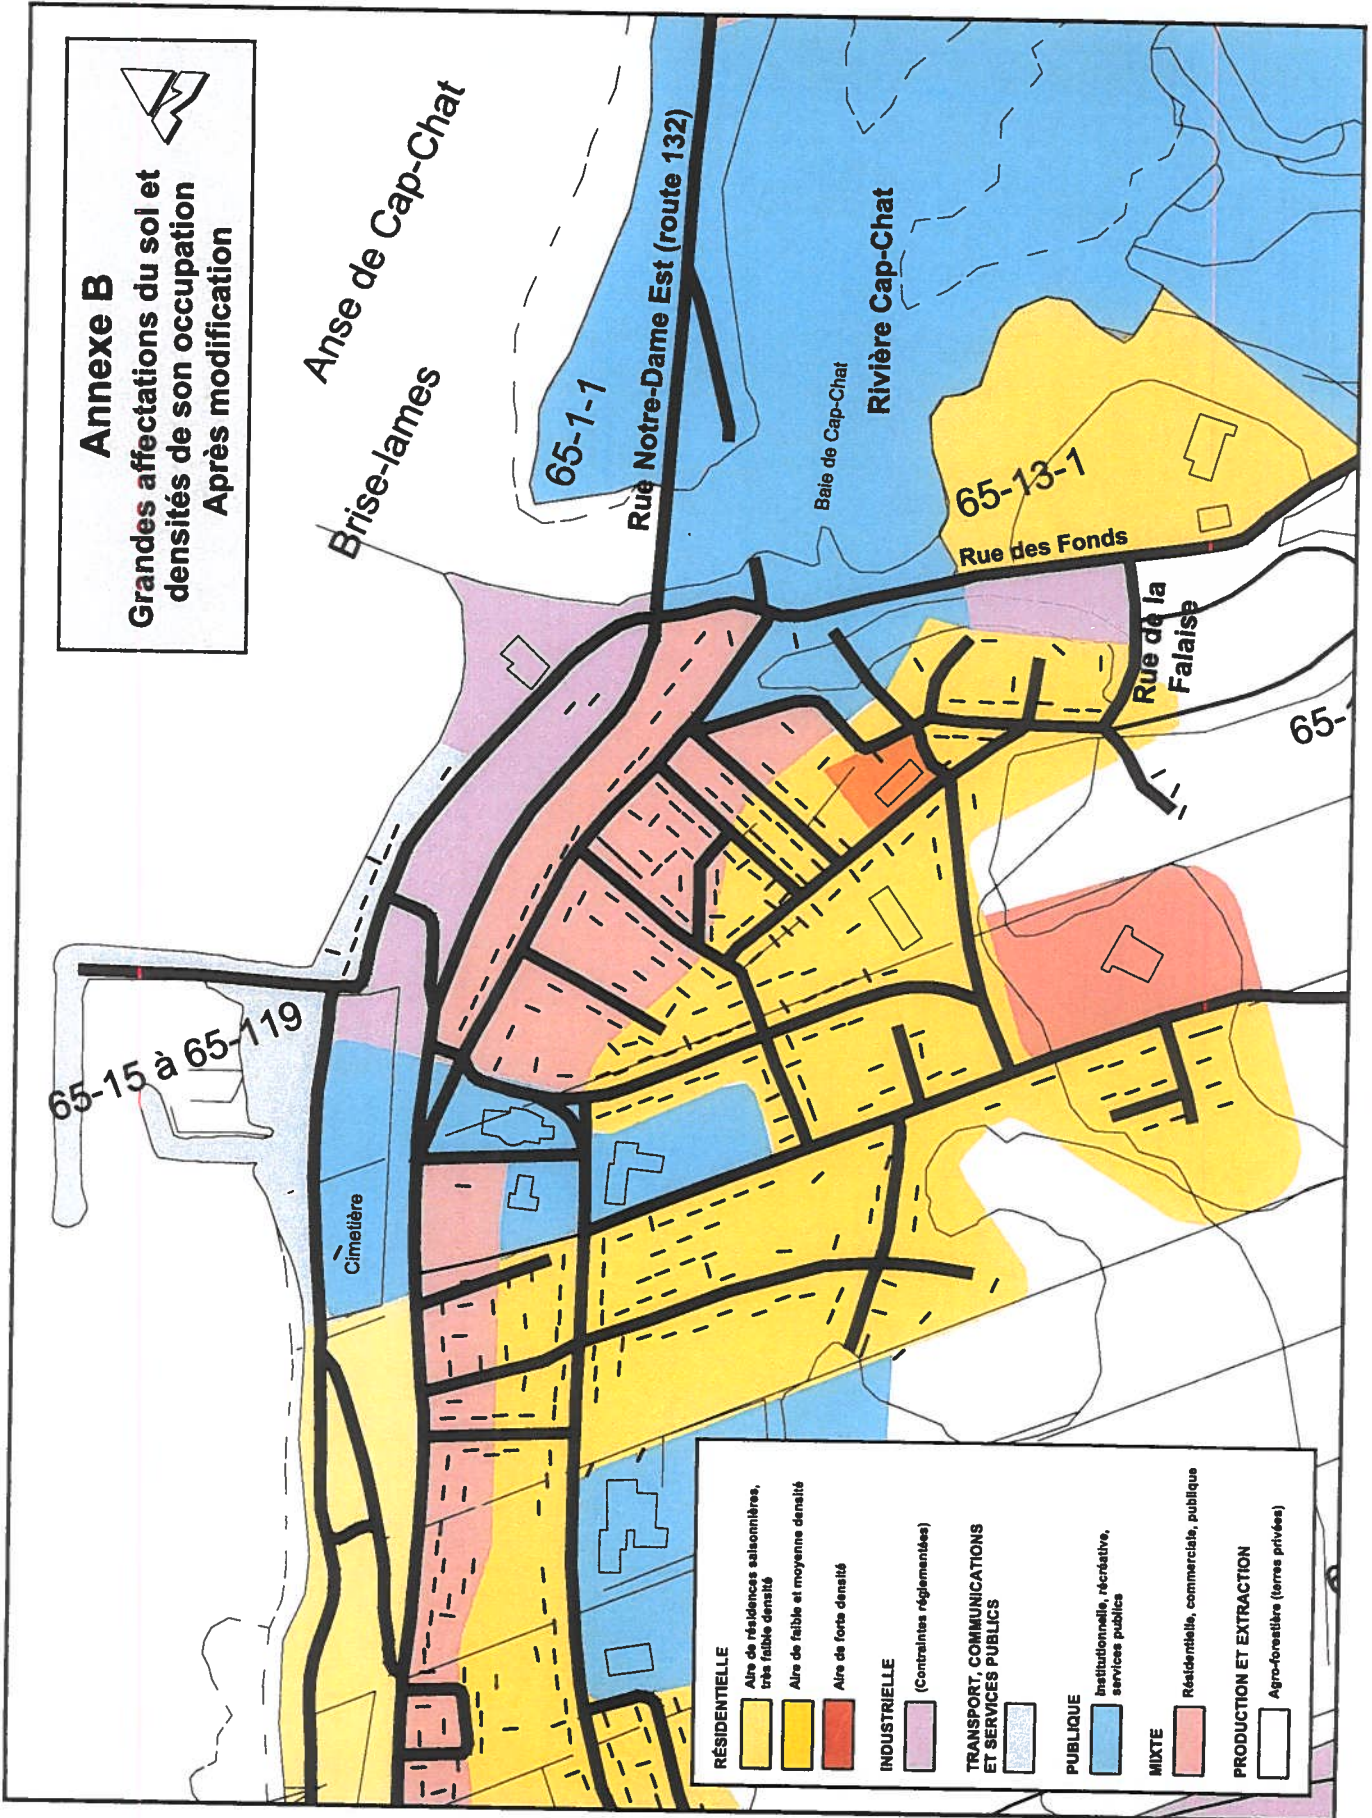 Annexe B
Grandes affectations du sol et
densités de son occupation
Après modification
Anse de Cap-Chat
Brise-lames
65-1-1
Rue Notre-Dame Est (route 132)
Rivière Cap-Chat
Baie de Cap-Chat
65-13-1
Rue des Fonds
Rue de la
Falaise
65-15 à 65-119
Cimetière
RÉSIDENTIELLE
Aire de résidences saisonnières,
très faible densité
Aire de faible et moyenne densité
Aire de forte densité
INDUSTRIELLE
(Contraintes réglementées)
TRANSPORT, COMMUNICATIONS
ET SERVICES PUBLICS
PUBLIQUE
Institutionnelle, récréative,
services publics
MIXTE
Résidentielle, commerciale, publique
PRODUCTION ET EXTRACTION
Agro-forestière (terres privées)